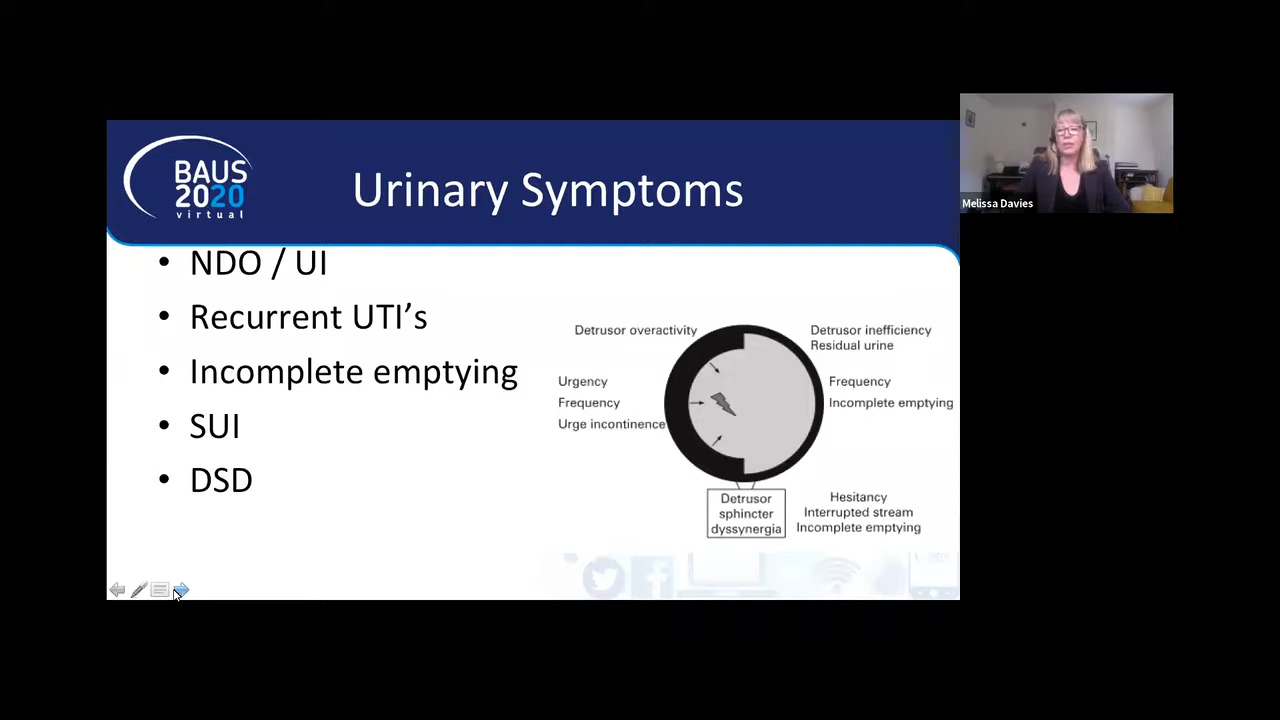 BAUS
2020
virtual
Urinary Symptoms
• NDO / UI
• Recurrent UTI’s
• Incomplete emptying
• SUI
• DSD
Detrusor overactivity
Urgency
Frequency
Urge incontinence
Detrusor inefficiency
Residual urine
Frequency
Incomplete emptying
Detrusor
sphincter
dyssynergia
Hesitancy
Interrupted stream
Incomplete emptying
Melissa Davies